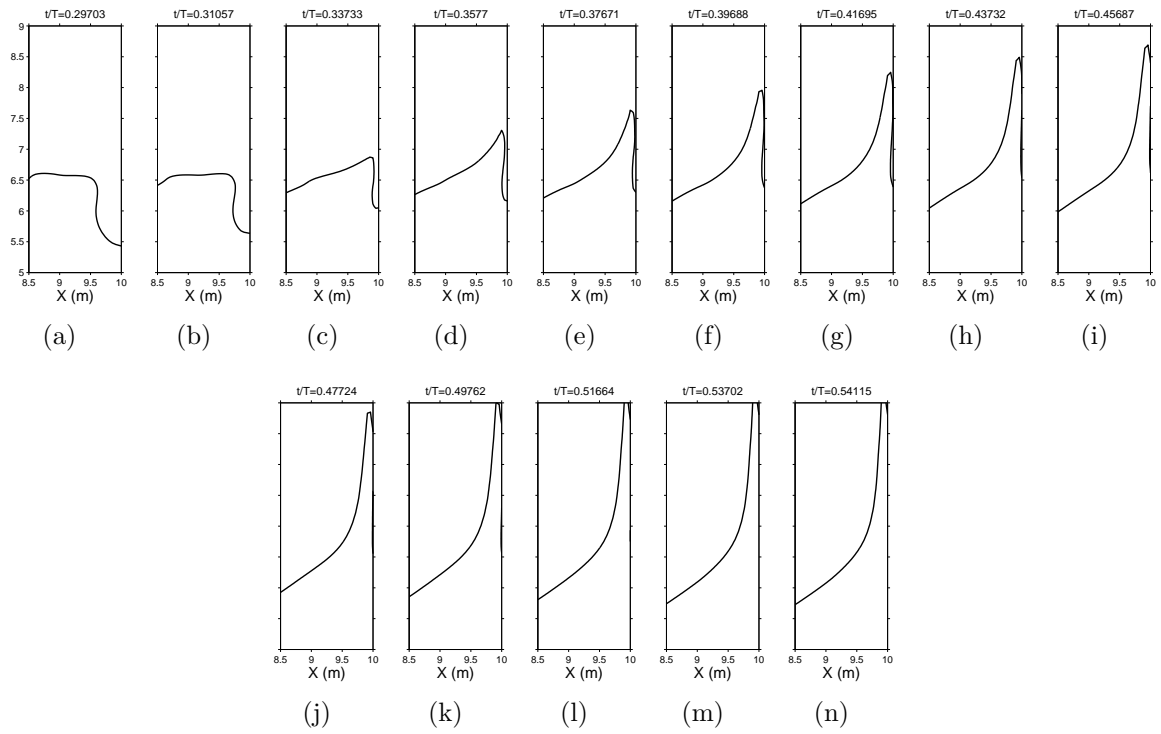 t/T=0.29703 t/T=0.31057 t/T=0.33733 t/T=0.3577 t/T=0.37671 t/T=0.39688 t/T=0.41695 t/T=0.43732 t/T=0.45687
9
8.5
8
7.5
7
6.5
6
5.5
5
8.5 9 9.5 10 8.5 9 9.5 10 8.5 9 9.5 10 8.5 9 9.5 10 8.5 9 9.5 10 8.5 9 9.5 10 8.5 9 9.5 10 8.5 9 9.5 10 8.5 9 9.5 10
X (m) X (m) X (m) X (m) X (m) X (m) X (m) X (m) X (m)
(a) (b) (c) (d) (e) (f) (g) (h) (i)
t/T=0.47724 t/T=0.49762 t/T=0.51664 t/T=0.53702 t/T=0.54115
8.5 9 9.5 10 8.5 9 9.5 10 8.5 9 9.5 10 8.5 9 9.5 10 8.5 9 9.5 10
X (m) X (m) X (m) X (m) X (m)
(j) (k) (l) (m) (n)